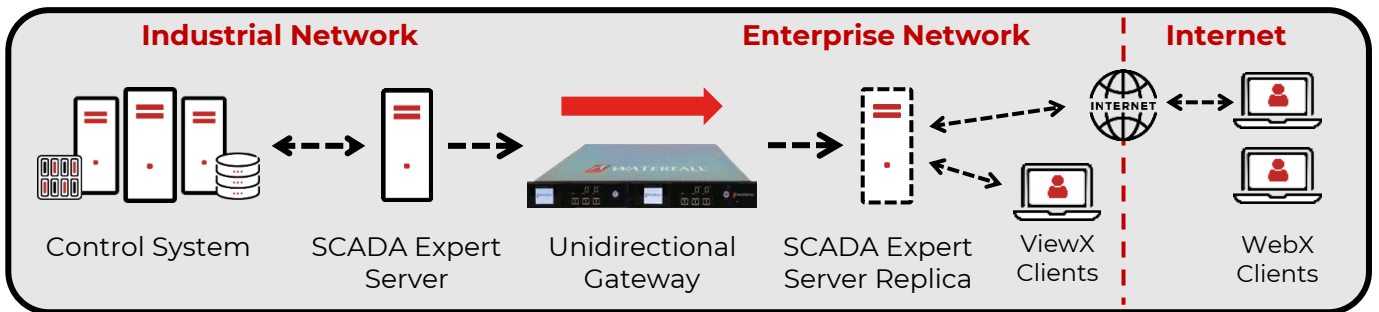 Industrial Network
Enterprise Network
Internet
INTERNET
WATERFALL
Control System
SCADA Expert
Server
Unidirectional
Gateway
SCADA Expert
Server Replica
ViewX
Clients
WebX
Clients